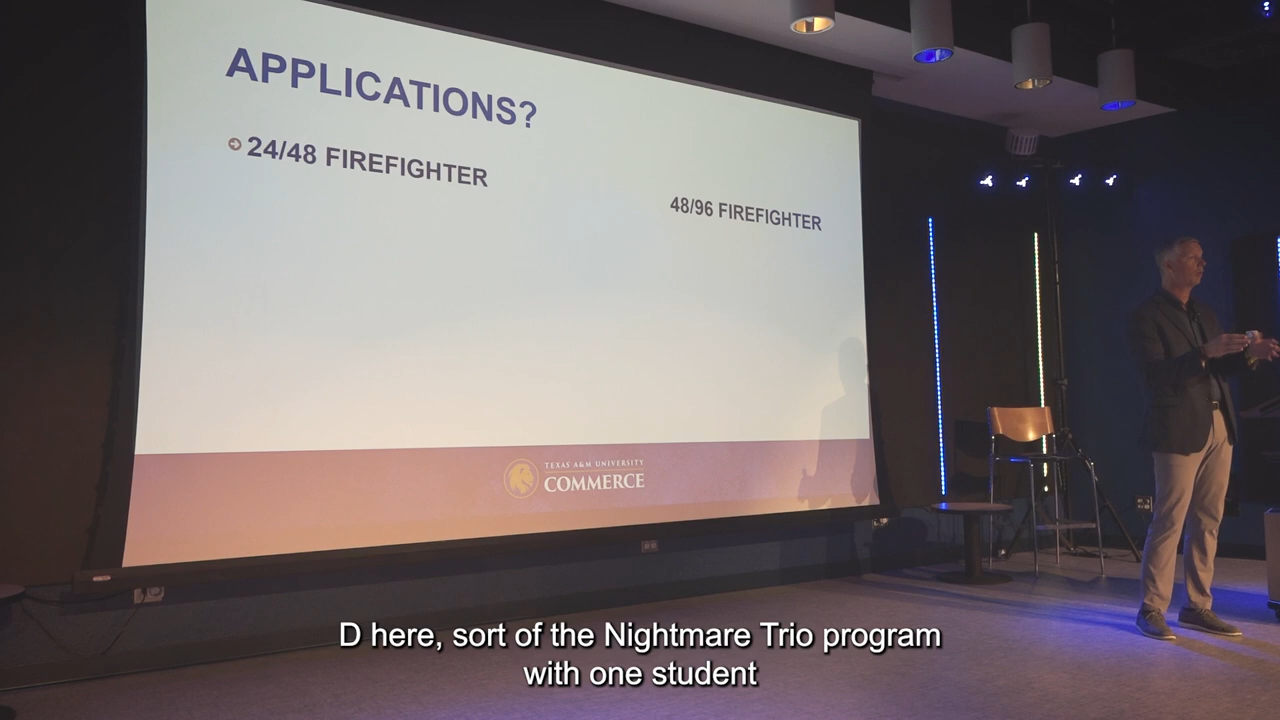 APPLICATIONS?
24/48 FIREFIGHTER
48/96 FIREFIGHTER
TEXAS A&M UNIVERSITY
COMMERCE
D here, sort of the Nightmare Trio program
with one student